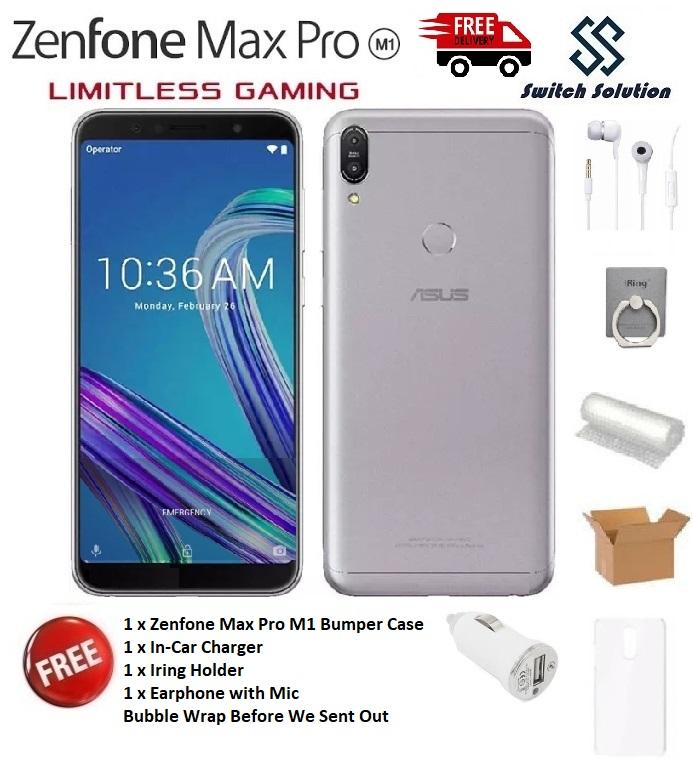 Zenfone Max Pro M1
LIMITLESS GAMING
FREE
DELIVERY
Switch Solution
Operator
10:36 AM
Monday, February 26
EMERGENCY
ASUS
iRing
FREE
1 x Zenfone Max Pro M1 Bumper Case
1 x In-Car Charger
1 x Iring Holder
1 x Earphone with Mic
Bubble Wrap Before We Sent Out